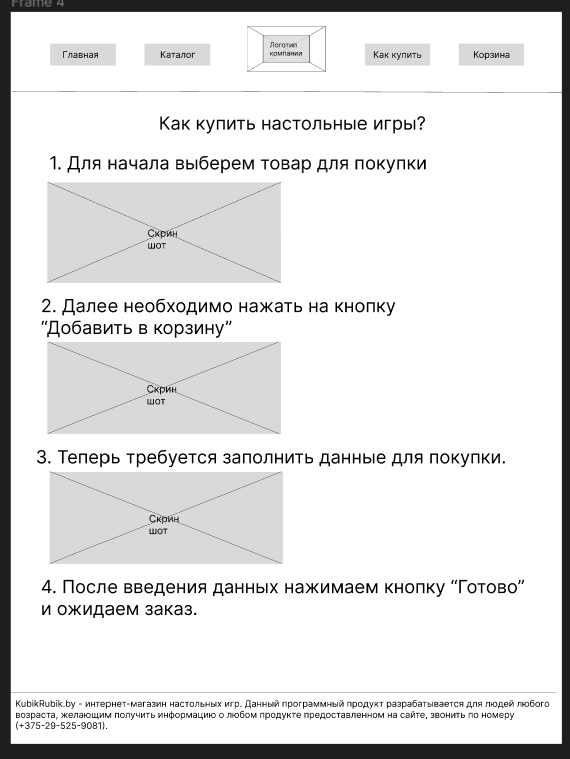 Frame 4
Главная
Каталог
Логотип
компании
Как купить
Корзина
Как купить настольные игры?
1. Для начала выберем товар для покупки
Скрин
шот
2. Далее необходимо нажать на кнопку
“Добавить в корзину”
Скрин
шот
3. Теперь требуется заполнить данные для покупки.
Скрин
шот
4. После введения данных нажимаем кнопку “Готово”
и ожидаем заказ.
KubikRubik.by - интернет-магазин настольных игр. Данный программный продукт разрабатывается для людей любого
возраста, желающим получить информацию о любом продукте предоставленном на сайте, звонить по номеру
(+375-29-525-9081).